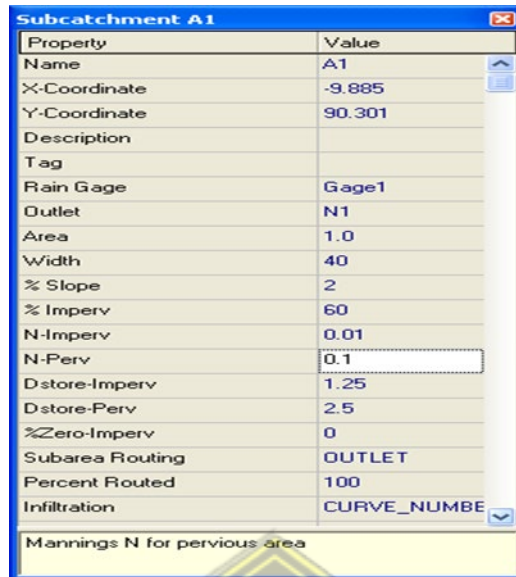 Subcatchment A1
Property Value
Name A1
X-Coordinate -9.885
Y-Coordinate 90.301
Description
Tag
Rain Gage Gage1
Outlet N1
Area 1.0
Width 40
% Slope 2
% Imperv 60
N-Imperv 0.01
N-Perv 0.1
Dstore-Imperv 1.25
Dstore-Perv 2.5
%Zero-Imperv 0
Subarea Routing OUTLET
Percent Routed 100
Infiltration CURVE_NUMBE
Mannings N for pervious area